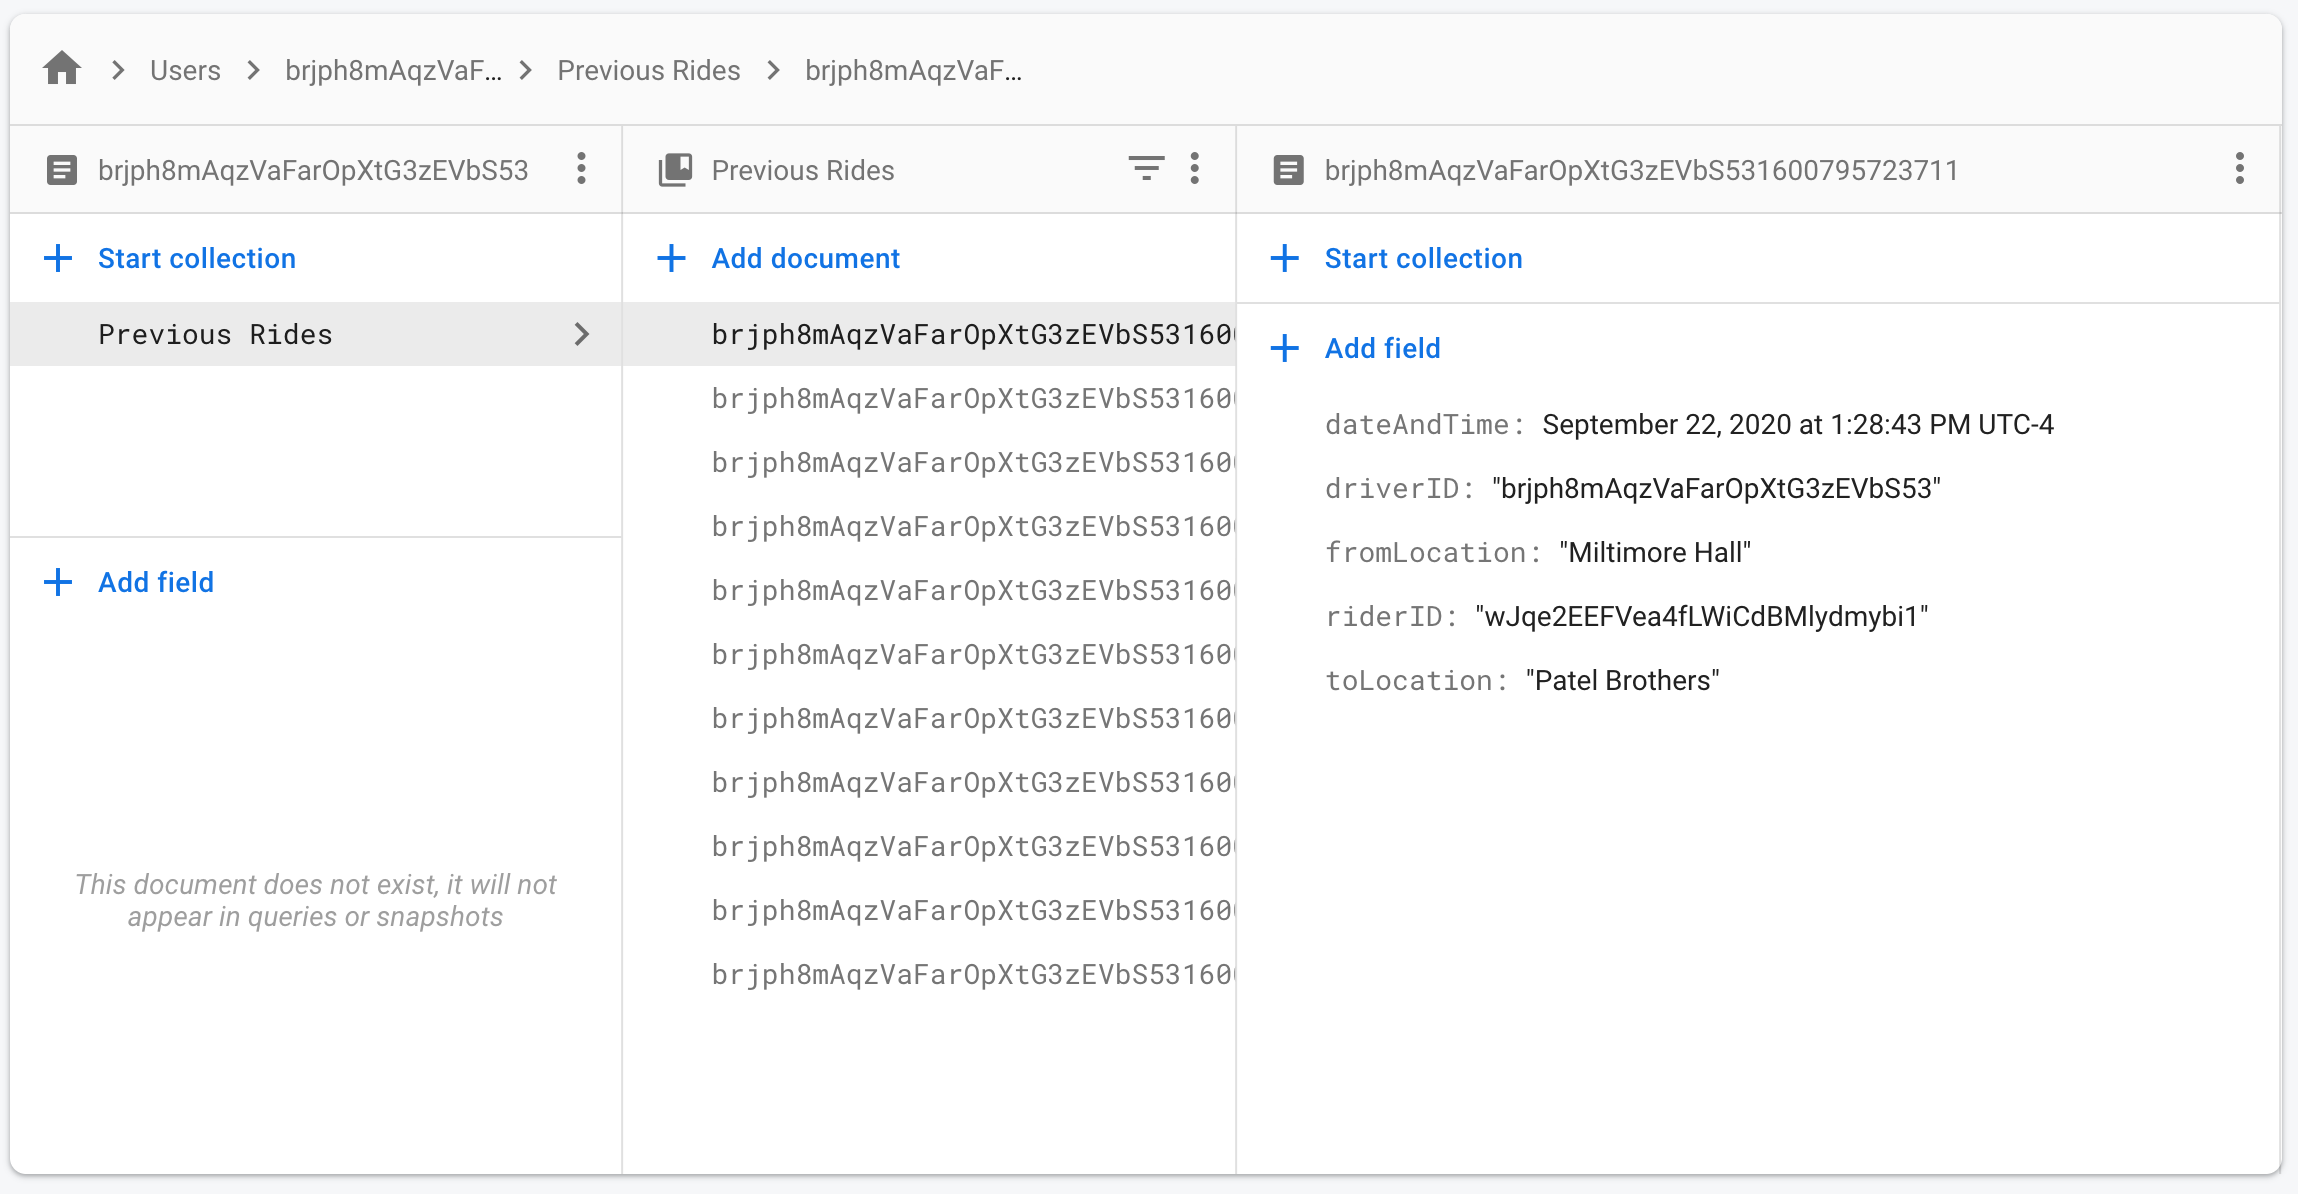 Users > brjph8mAqzVaF... > Previous Rides > brjph8mAqzVaF...
brjph8mAqzVaFarOpXtG3zEVbS53
Start collection
Previous Rides
Add field
This document does not exist, it will not
appear in queries or snapshots
Previous Rides
Add document
brjph8mAqzVaFarOpXtG3zEVbS53160
brjph8mAqzVaFarOpXtG3zEVbS53160
brjph8mAqzVaFarOpXtG3zEVbS53160
brjph8mAqzVaFarOpXtG3zEVbS53160
brjph8mAqzVaFarOpXtG3zEVbS53160
brjph8mAqzVaFarOpXtG3zEVbS53160
brjph8mAqzVaFarOpXtG3zEVbS53160
brjph8mAqzVaFarOpXtG3zEVbS53160
brjph8mAqzVaFarOpXtG3zEVbS53160
brjph8mAqzVaFarOpXtG3zEVbS53160
brjph8mAqzVaFarOpXtG3zEVbS53160
brjph8mAqzVaFarOpXtG3zEVbS531600795723711
Start collection
Add field
dateAndTime: September 22, 2020 at 1:28:43 PM UTC-4
driverID: "brjph8mAqzVaFarOpXtG3zEVbS53"
fromLocation: "Miltimore Hall"
riderID: "wJqe2EEFVea4fLWiCdBMlydmybi1"
toLocation: "Patel Brothers"